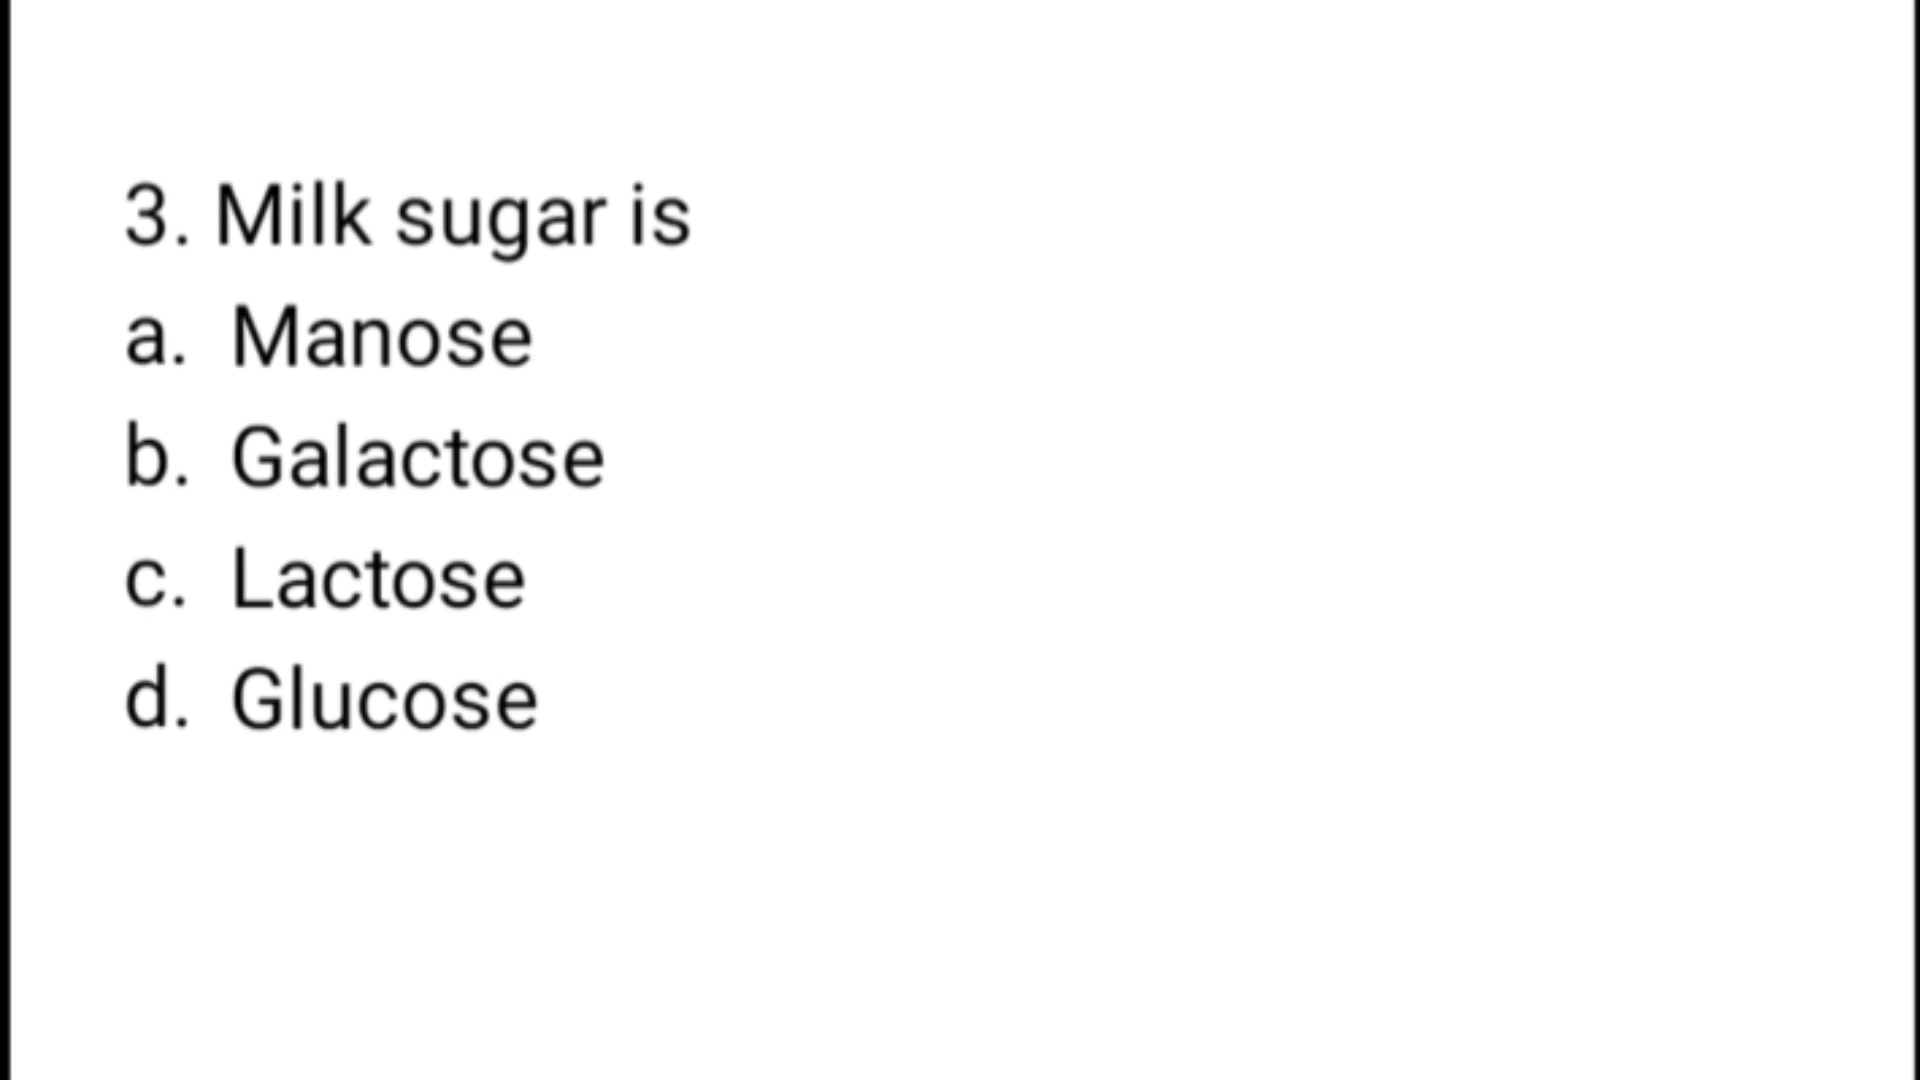 3. Milk sugar is
a. Manose
b. Galactose
c. Lactose
d. Glucose